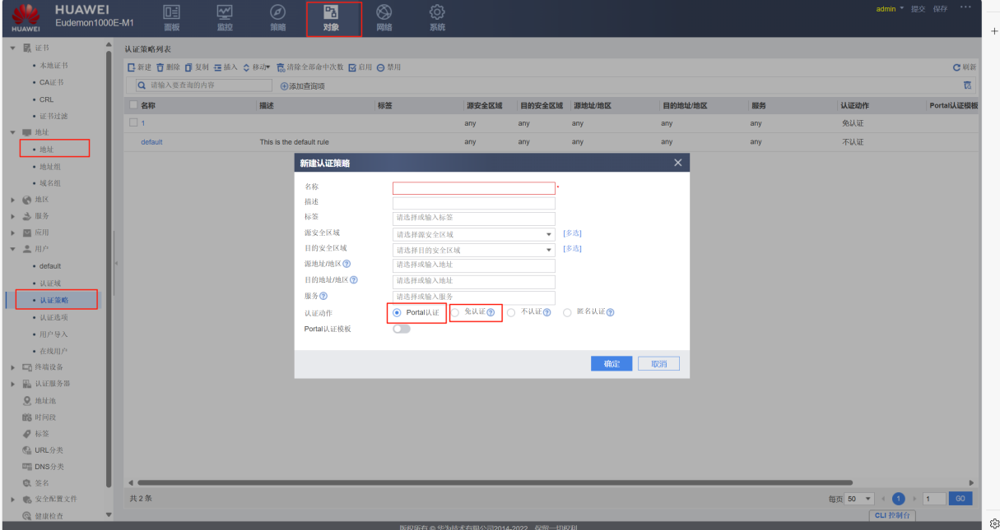 HUAWEI
HUAWEI
Eudemon1000E-M1
面板
监控
策略
对象
网络
系统
admin 提交 保存
证书
本地证书
CA证书
CRL
证书过滤
地址
地址
地址组
域名组
地区
服务
应用
用户
default
认证域
认证策略
认证选项
用户导入
在线用户
终端设备
认证服务器
地址池
时间段
标签
URL分类
DNS分类
签名
安全配置文件
健康检查
认证策略列表
新建 删除 复制 插入 移动 清除全部命中次数 启用 禁用 刷新
请输入要查询的内容 添加查询项
名称 描述 标签 源安全区域 目的安全区域 源地址/地区 目的地址/地区 服务 认证动作 Portal认证模板
1 any any any any any 免认证
default This is the default rule any any any any any 不认证
新建认证策略
名称 *
描述
标签 请选择或输入标签
源安全区域 请选择源安全区域 [多选]
目的安全区域 请选择目的安全区域 [多选]
源地址/地区 请选择或输入地址
目的地址/地区 请选择或输入地址
服务 请选择或输入服务
认证动作 Portal认证 免认证 不认证 匿名认证
Portal认证模板
确定 取消
共 2 条 每页 50 1 1 GO
CLI 控制台
版权所有 © 华为技术有限公司2014-2022。保留一切权利